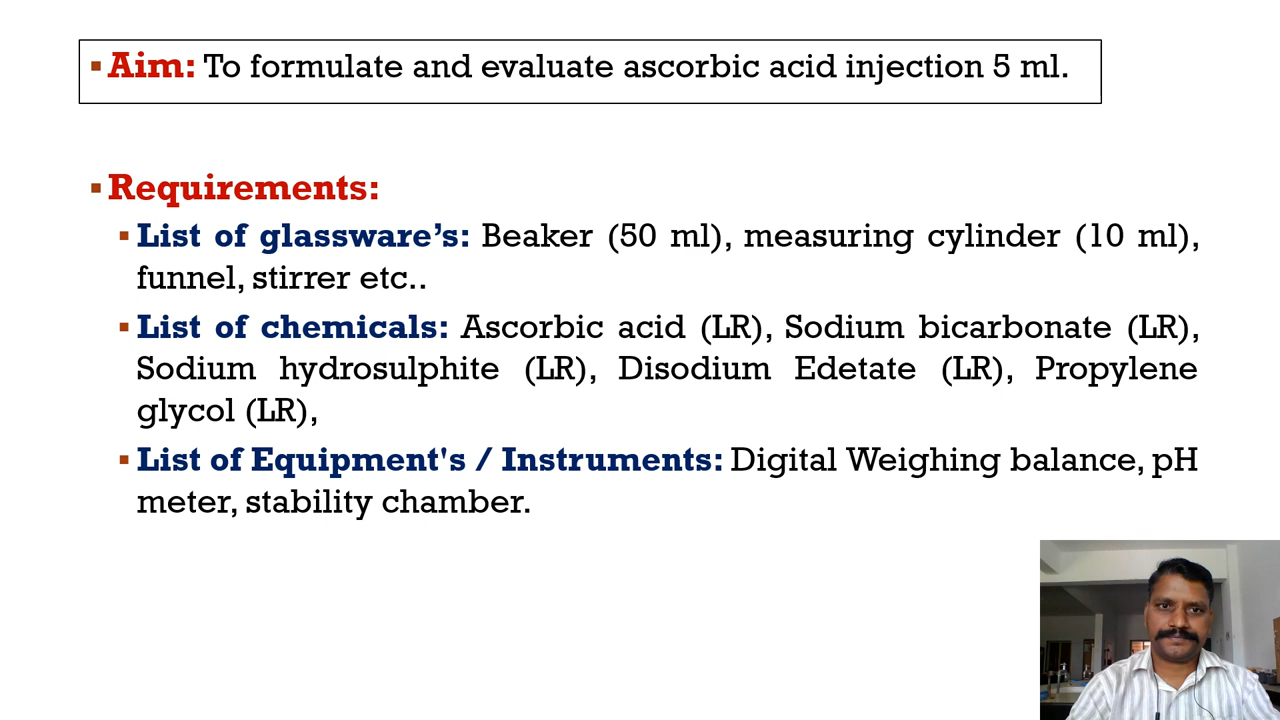 ▪Aim: To formulate and evaluate ascorbic acid injection 5 ml.
▪Requirements:
▪List of glassware’s: Beaker (50 ml), measuring cylinder (10 ml),
funnel, stirrer etc..
▪List of chemicals: Ascorbic acid (LR), Sodium bicarbonate (LR),
Sodium hydrosulphite (LR), Disodium Edetate (LR), Propylene
glycol (LR),
▪List of Equipment's / Instruments: Digital Weighing balance, pH
meter, stability chamber.